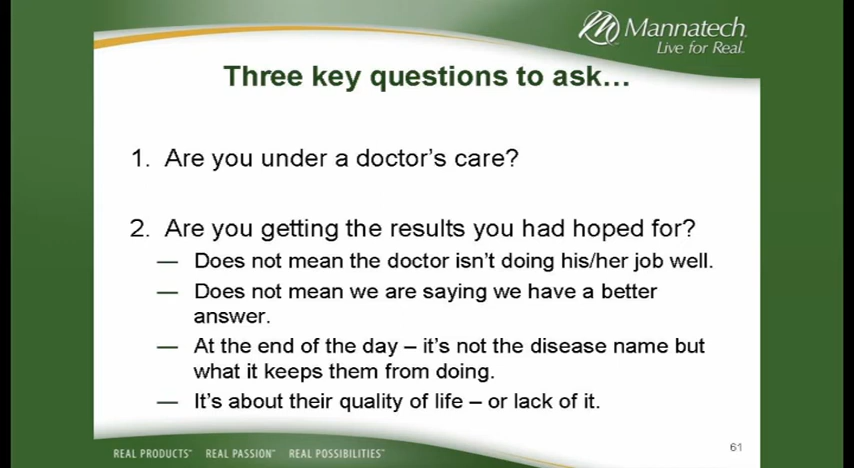 Mannatech
Live for Real.
Three key questions to ask…
1. Are you under a doctor's care?
2. Are you getting the results you had hoped for?
— Does not mean the doctor isn't doing his/her job well.
— Does not mean we are saying we have a better
answer.
— At the end of the day – it's not the disease name but
what it keeps them from doing.
— It's about their quality of life – or lack of it.
61
REAL PRODUCTS™ REAL PASSION™ REAL POSSIBILITIES™